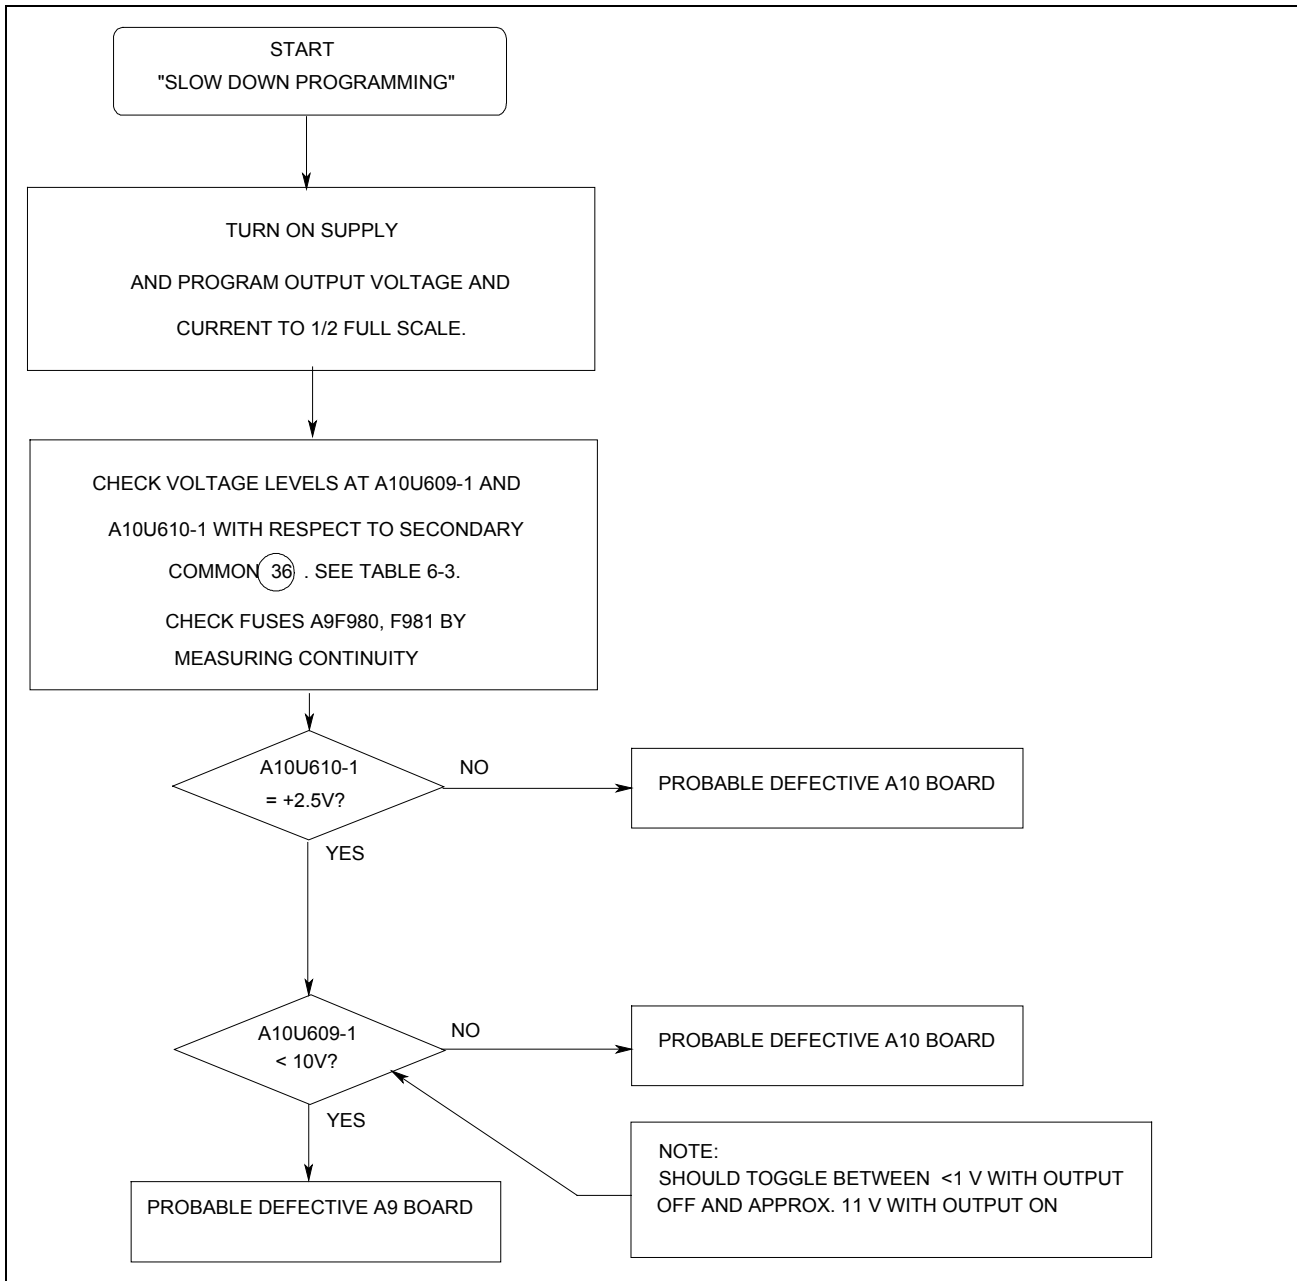 START
"SLOW DOWN PROGRAMMING"
TURN ON SUPPLY
AND PROGRAM OUTPUT VOLTAGE AND
CURRENT TO 1/2 FULL SCALE.
CHECK VOLTAGE LEVELS AT A10U609-1 AND
A10U610-1 WITH RESPECT TO SECONDARY
COMMON 36 . SEE TABLE 6-3.
CHECK FUSES A9F980, F981 BY
MEASURING CONTINUITY
A10U610-1
= +2.5V?
NO
PROBABLE DEFECTIVE A10 BOARD
YES
A10U609-1
< 10V?
NO
PROBABLE DEFECTIVE A10 BOARD
YES
NOTE:
SHOULD TOGGLE BETWEEN <1 V WITH OUTPUT
OFF AND APPROX. 11 V WITH OUTPUT ON
PROBABLE DEFECTIVE A9 BOARD